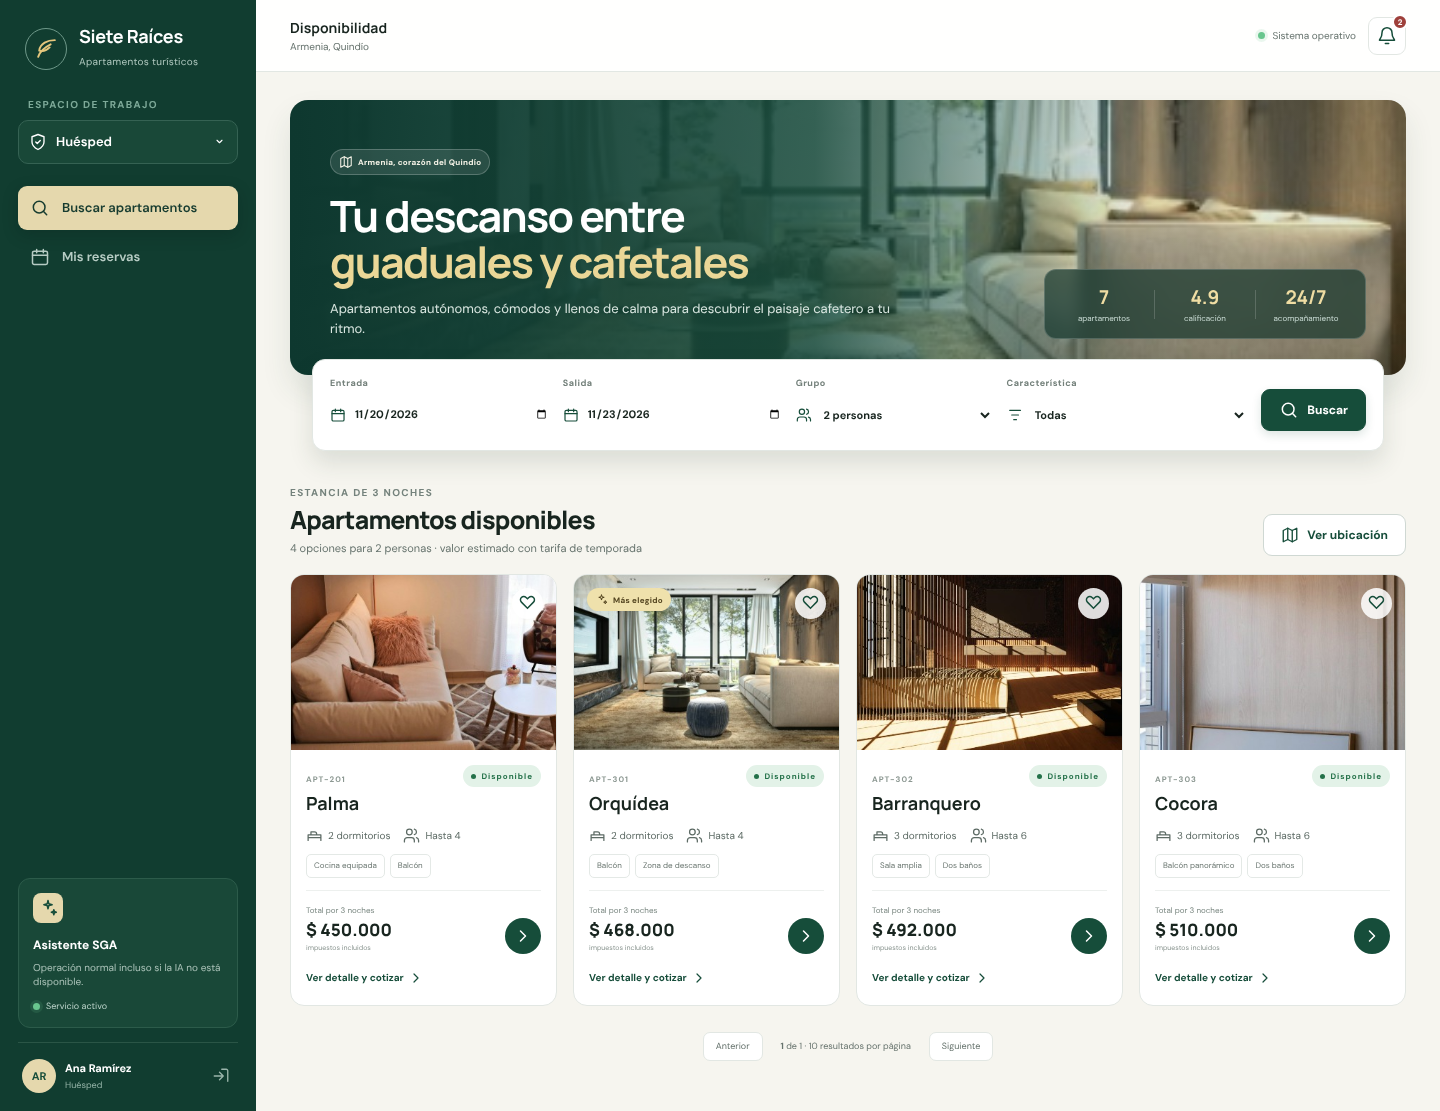 Siete Raíces
Apartamentos turísticos
ESPACIO DE TRABAJO
Huésped
Buscar apartamentos
Mis reservas
Asistente SGA
Operación normal incluso si la IA no está
disponible.
Servicio activo
AR
Ana Ramírez
Huésped
Disponibilidad
Armenia, Quindío
Sistema operativo
2
Armenia, corazón del Quindío
Tu descanso entre
guaduales y cafetales
Apartamentos autónomos, cómodos y llenos de calma para descubrir el paisaje cafetero a tu
ritmo.
7
apartamentos
4.9
calificación
24/7
acompañamiento
Entrada
11/20/2026
Salida
11/23/2026
Grupo
2 personas
Característica
Todas
Buscar
ESTANCIA DE 3 NOCHES
Apartamentos disponibles
4 opciones para 2 personas · valor estimado con tarifa de temporada
Ver ubicación
APT-201
Disponible
Palma
2 dormitorios
Hasta 4
Cocina equipada
Balcón
Total por 3 noches
$ 450.000
impuestos incluidos
Ver detalle y cotizar
Más elegido
APT-301
Disponible
Orquídea
2 dormitorios
Hasta 4
Balcón
Zona de descanso
Total por 3 noches
$ 468.000
impuestos incluidos
Ver detalle y cotizar
APT-302
Disponible
Barranquero
3 dormitorios
Hasta 6
Sala amplia
Dos baños
Total por 3 noches
$ 492.000
impuestos incluidos
Ver detalle y cotizar
APT-303
Disponible
Cocora
3 dormitorios
Hasta 6
Balcón panorámico
Dos baños
Total por 3 noches
$ 510.000
impuestos incluidos
Ver detalle y cotizar
Anterior
1 de 1 · 10 resultados por página
Siguiente